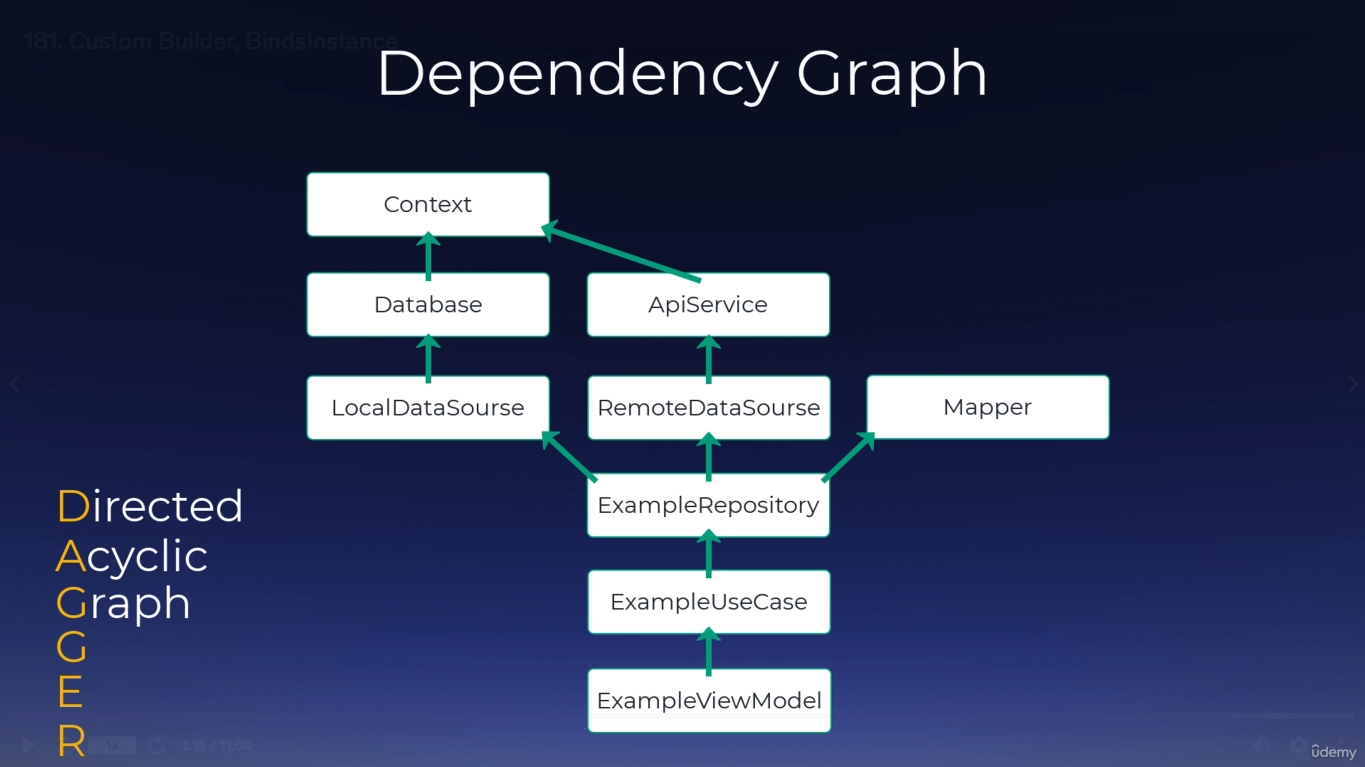 181. Custom Builder, BindsInstance
Dependency Graph
Context
Database
ApiService
LocalDataSourse
RemoteDataSourse
Mapper
ExampleRepository
ExampleUseCase
ExampleViewModel
Directed
Acyclic
Graph
G
E
R
1x
1:15 / 11:00
ûdemy